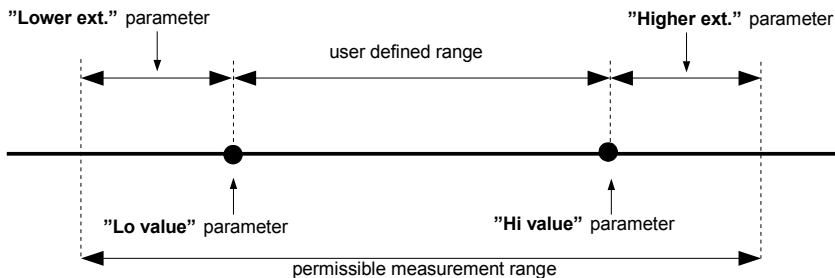 ”Lower ext.” parameter
”Higher ext.” parameter
user defined range
”Lo value” parameter
”Hi value” parameter
permissible measurement range